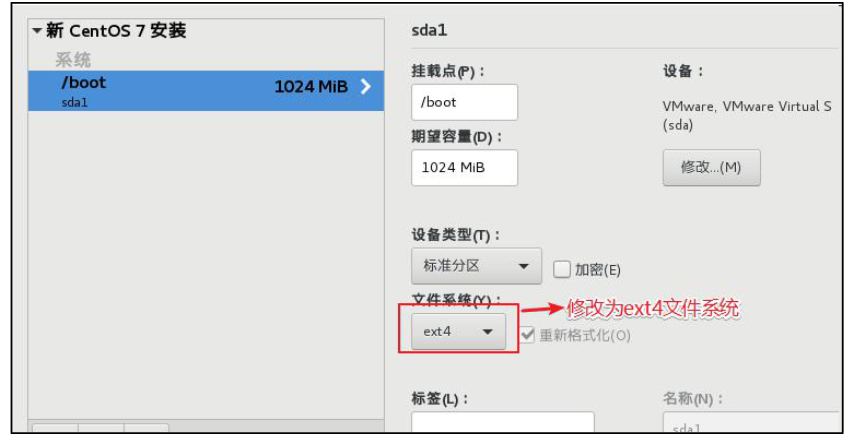 新 CentOS 7 安装
系统
/boot
1024 MiB
sda1
sda1
挂载点(P)：
/boot
期望容量(D)：
1024 MiB
设备：
VMware, VMware Virtual S
(sda)
修改...(M)
设备类型(T)：
标准分区
加密(E)
文件系统(Y)：
修改为ext4文件系统
ext4
重新格式化(O)
标签(L)：
名称(N)：
sda1